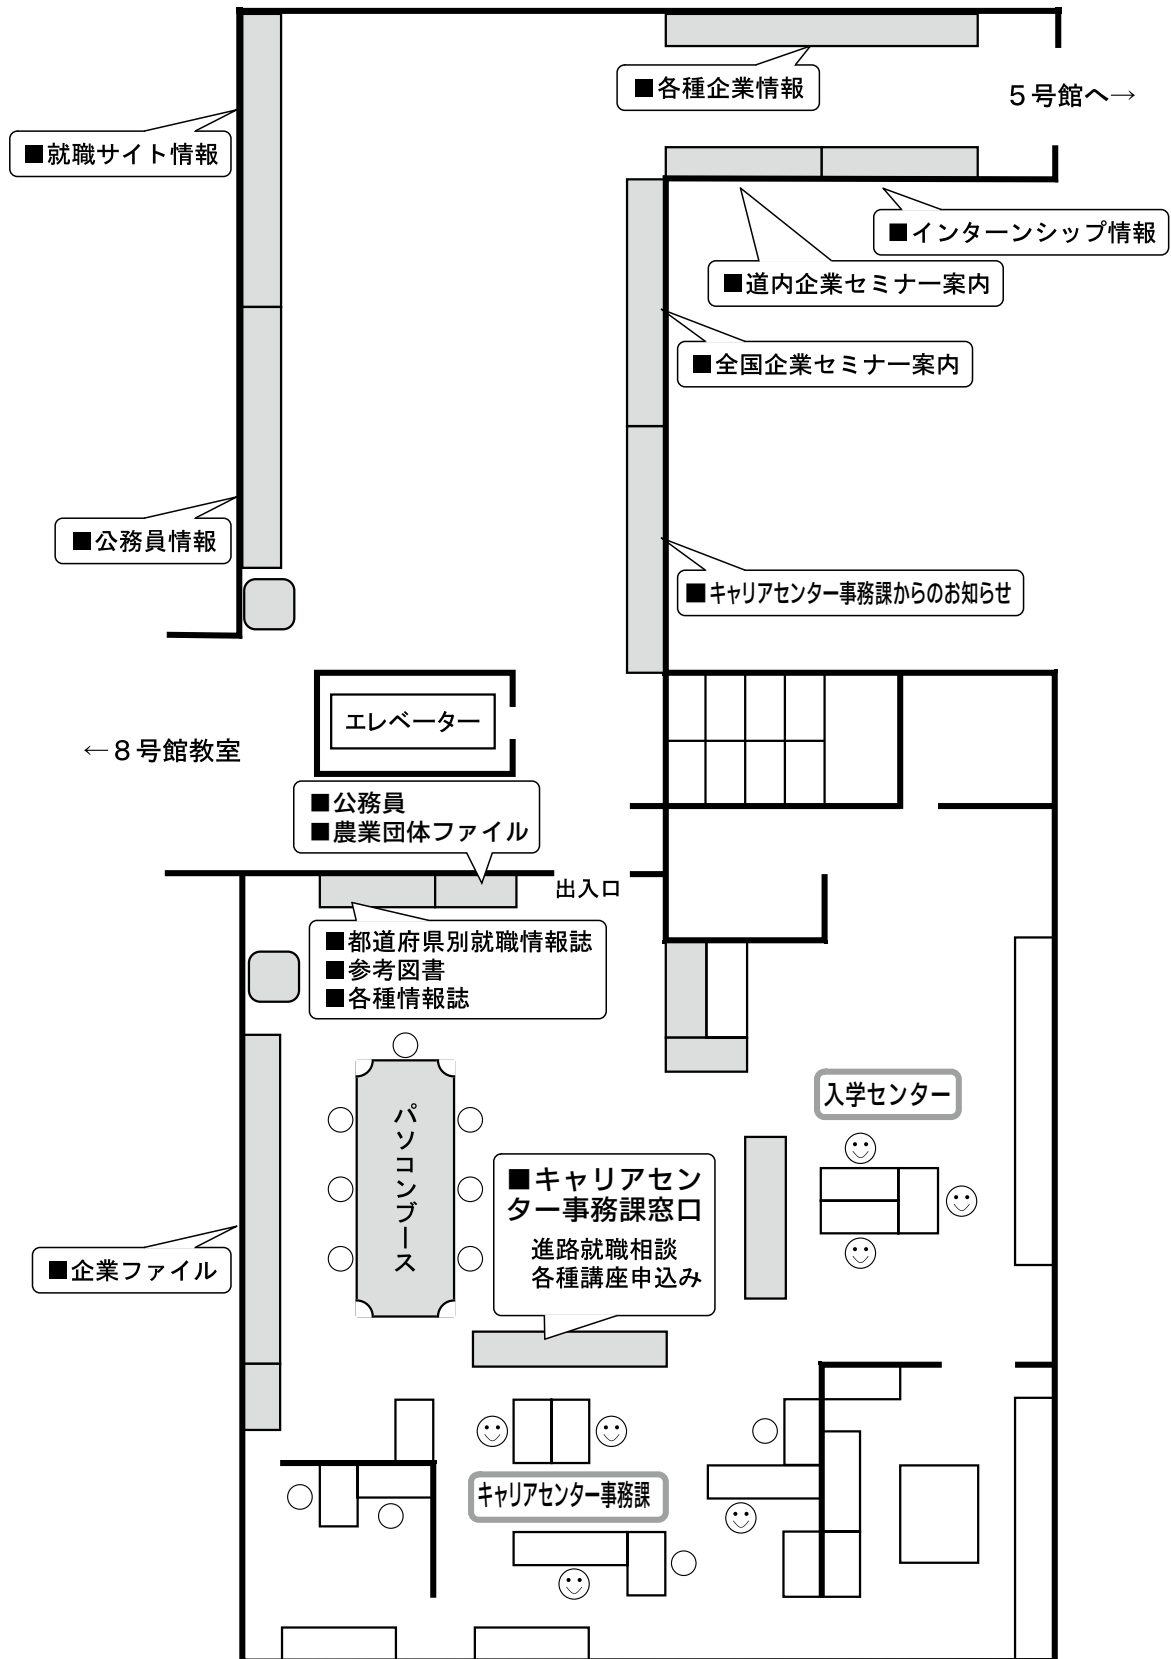 ■各種企業情報
5号館へ→
■就職サイト情報
■インターンシップ情報
■道内企業セミナー案内
■全国企業セミナー案内
■公務員情報
■キャリアセンター事務課からのお知らせ
エレベーター
←8号館教室
■公務員
■農業団体ファイル
出入口
■都道府県別就職情報誌
■参考図書
■各種情報誌
入学センター
パソコンブース
■キャリアセン
ター事務課窓口
進路就職相談
各種講座申込み
■企業ファイル
キャリアセンター事務課